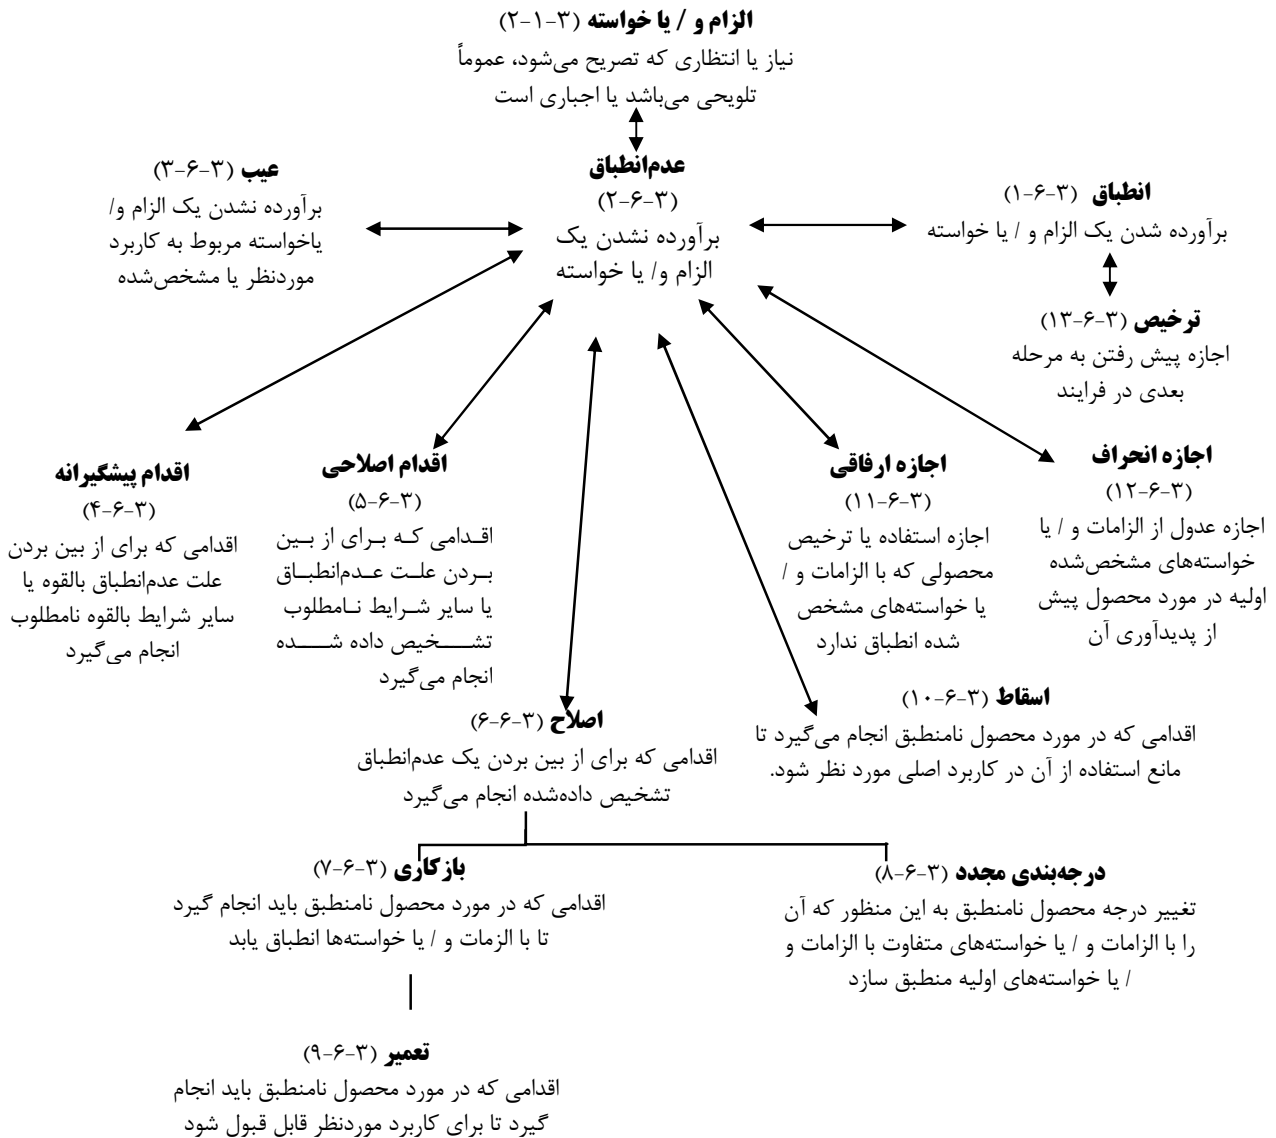 الزام و / یا خواسته (۳-۱-۲)
نیاز یا انتظاری که تصریح می‌شود، عموماً
تلویحی می‌باشد یا اجباری است
عدم‌انطباق
(۳-۶-۲)
برآورده نشدن یک
الزام و/ یا خواسته
انطباق (۳-۶-۱)
برآورده شدن یک الزام و / یا خواسته
ترخیص (۳-۶-۱۳)
اجازه پیش رفتن به مرحله
بعدی در فرایند
عیب (۳-۶-۳)
برآورده نشدن یک الزام و/
یاخواسته مربوط به کاربرد
موردنظر یا مشخص‌شده
اجازه انحراف
(۳-۶-۱۲)
اجازه عدول از الزامات و / یا
خواسته‌های مشخص‌شده
اولیه در مورد محصول پیش
از پدیدآوری آن
اجازه ارفاقی
(۳-۶-۱۱)
اجازه استفاده یا ترخیص
محصولی که با الزامات و /
یا خواسته‌های مشخص
شده انطباق ندارد
اقدام اصلاحی
(۳-۶-۵)
اقدامی که برای از بین
بردن علت عدم‌انطباق
یا سایر شرایط نامطلوب
تشخیص داده شده
انجام می‌گیرد
اقدام پیشگیرانه
(۳-۶-۴)
اقدامی که برای از بین بردن
علت عدم‌انطباق بالقوه یا
سایر شرایط بالقوه نامطلوب
انجام می‌گیرد
اسقاط (۳-۶-۱۰)
اقدامی که در مورد محصول نامنطبق انجام می‌گیرد تا
مانع استفاده از آن در کاربرد اصلی مورد نظر شود.
اصلاح (۳-۶-۶)
اقدامی که برای از بین بردن یک عدم‌انطباق
تشخیص داده‌شده انجام می‌گیرد
درجه‌بندی مجدد (۳-۶-۸)
تغییر درجه محصول نامنطبق به این منظور که آن
را با الزامات و / یا خواسته‌های متفاوت با الزامات و
/ یا خواسته‌های اولیه منطبق سازد
بازکاری (۳-۶-۷)
اقدامی که در مورد محصول نامنطبق باید انجام گیرد
تا با الزمات و / یا خواسته‌ها انطباق یابد
تعمیر (۳-۶-۹)
اقدامی که در مورد محصول نامنطبق باید انجام
گیرد تا برای کاربرد موردنظر قابل قبول شود